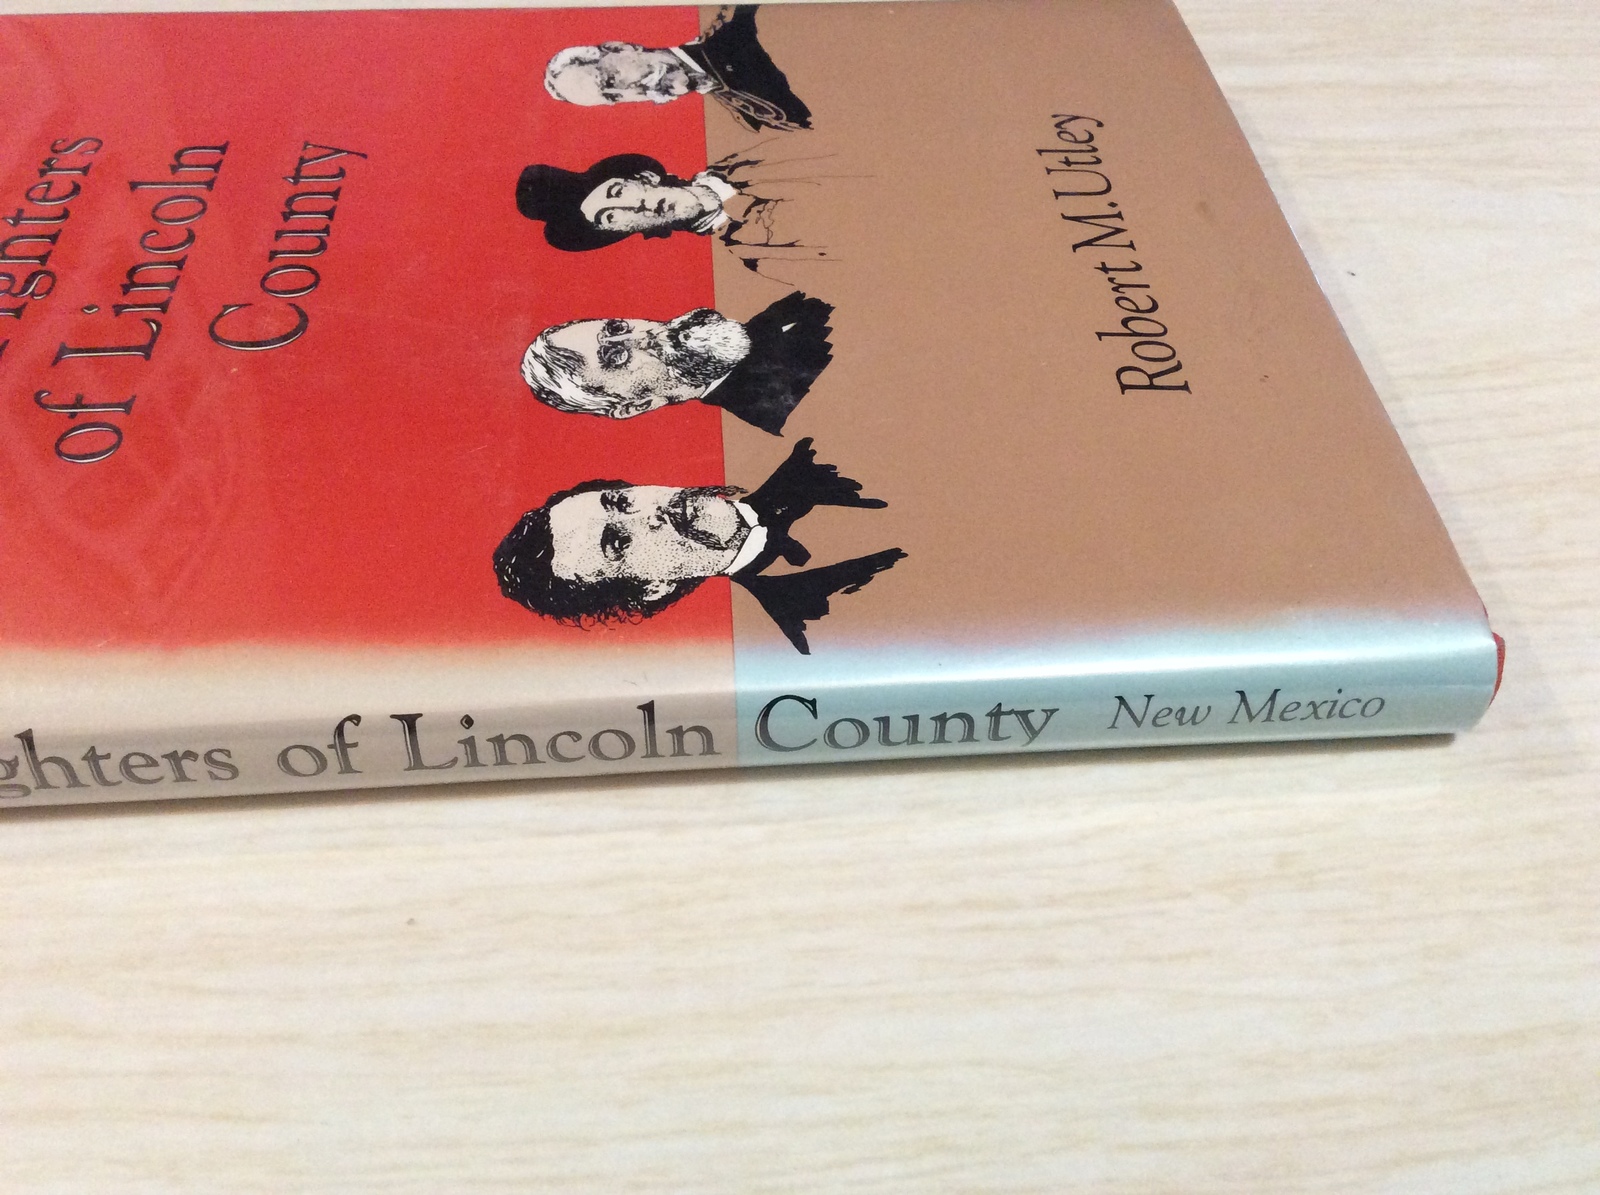 ghters
of Lincoln
County
Robert M. Utley
ghters of Lincoln County New Mexico